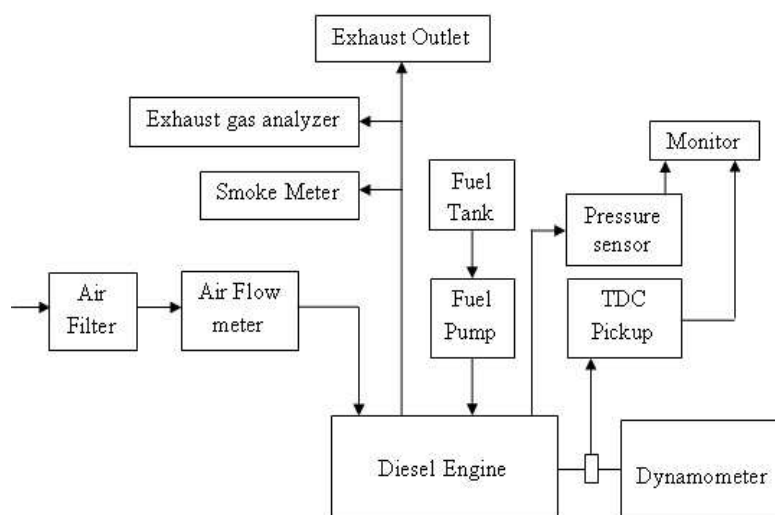 Exhaust Outlet
Exhaust gas analyzer
Monitor
Smoke Meter
Fuel
Tank
Pressure
sensor
Air
Filter
Air Flow
meter
Fuel
Pump
TDC
Pickup
Diesel Engine
Dynamometer